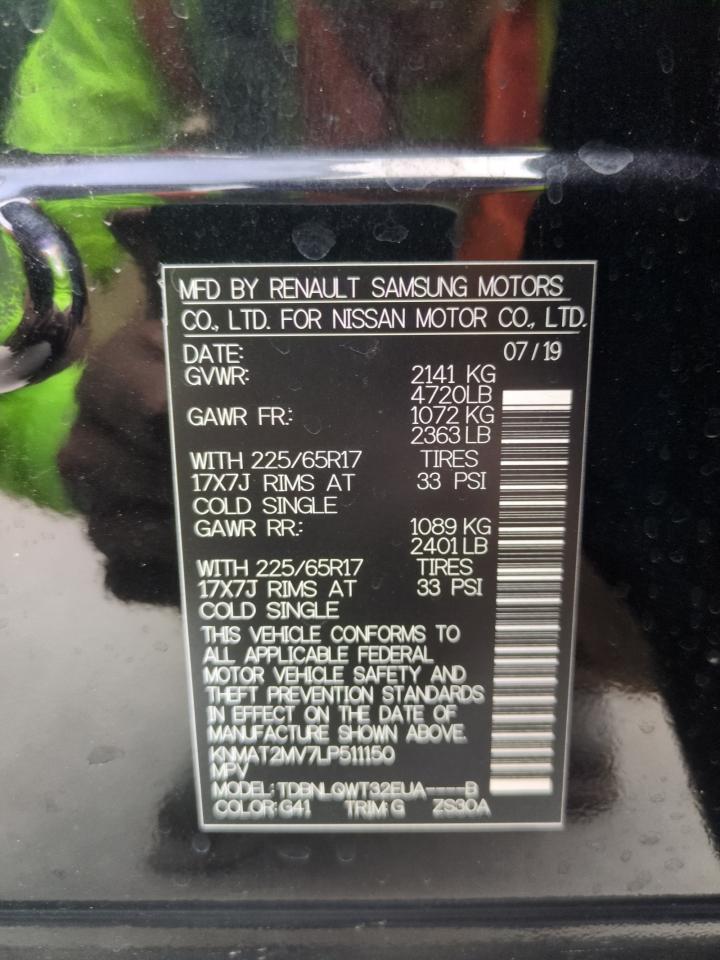 MFD BY RENAULT SAMSUNG MOTORS
CO., LTD. FOR NISSAN MOTOR CO., LTD.
DATE: 07/19
GVWR: 2141 KG
4720LB
GAWR FR.: 1072 KG
2363 LB
WITH 225/65R17 TIRES
17X7J RIMS AT 33 PSI
COLD SINGLE
GAWR RR.: 1089 KG
2401 LB
WITH 225/65R17 TIRES
17X7J RIMS AT 33 PSI
COLD SINGLE
THIS VEHICLE CONFORMS TO
ALL APPLICABLE FEDERAL
MOTOR VEHICLE SAFETY AND
THEFT PREVENTION STANDARDS
IN EFFECT ON THE DATE OF
MANUFACTURE SHOWN ABOVE.
KNMAT2MV7LP511150
MPV
MODEL: TDBNLQWT32EUA----B
COLOR: G41 TRIM: G ZS30A